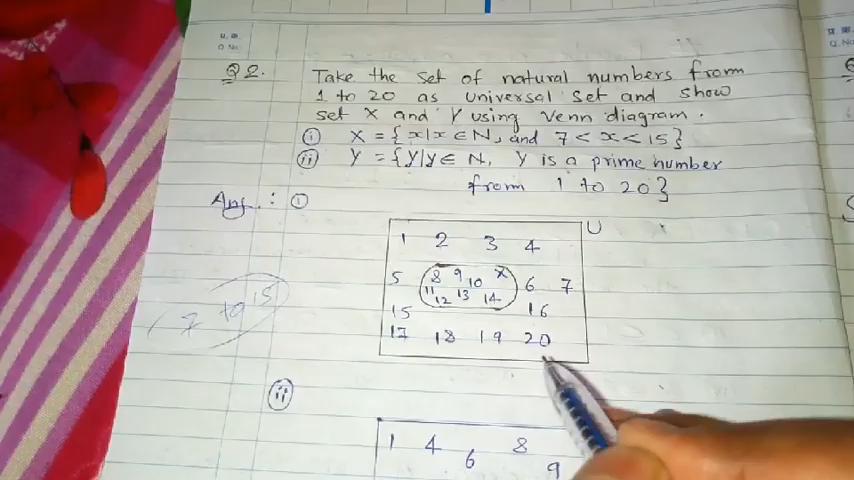 Q.No.
Q.No.
Q 2. Take the set of natural numbers from
1 to 20 as universal set and show
set X and Y using Venn diagram.
(i) X = {x|x ∈ N, and 7 < x < 15}
(ii) Y = {Y|y ∈ N, Y is a prime number
from 1 to 20}
Ans. : (i)
U
1 2 3 4
5 8 9 10 X 6 7
11 12 13 14
15 16
17 18 19 20
7 to 15
(ii)
1 4 6 8
9